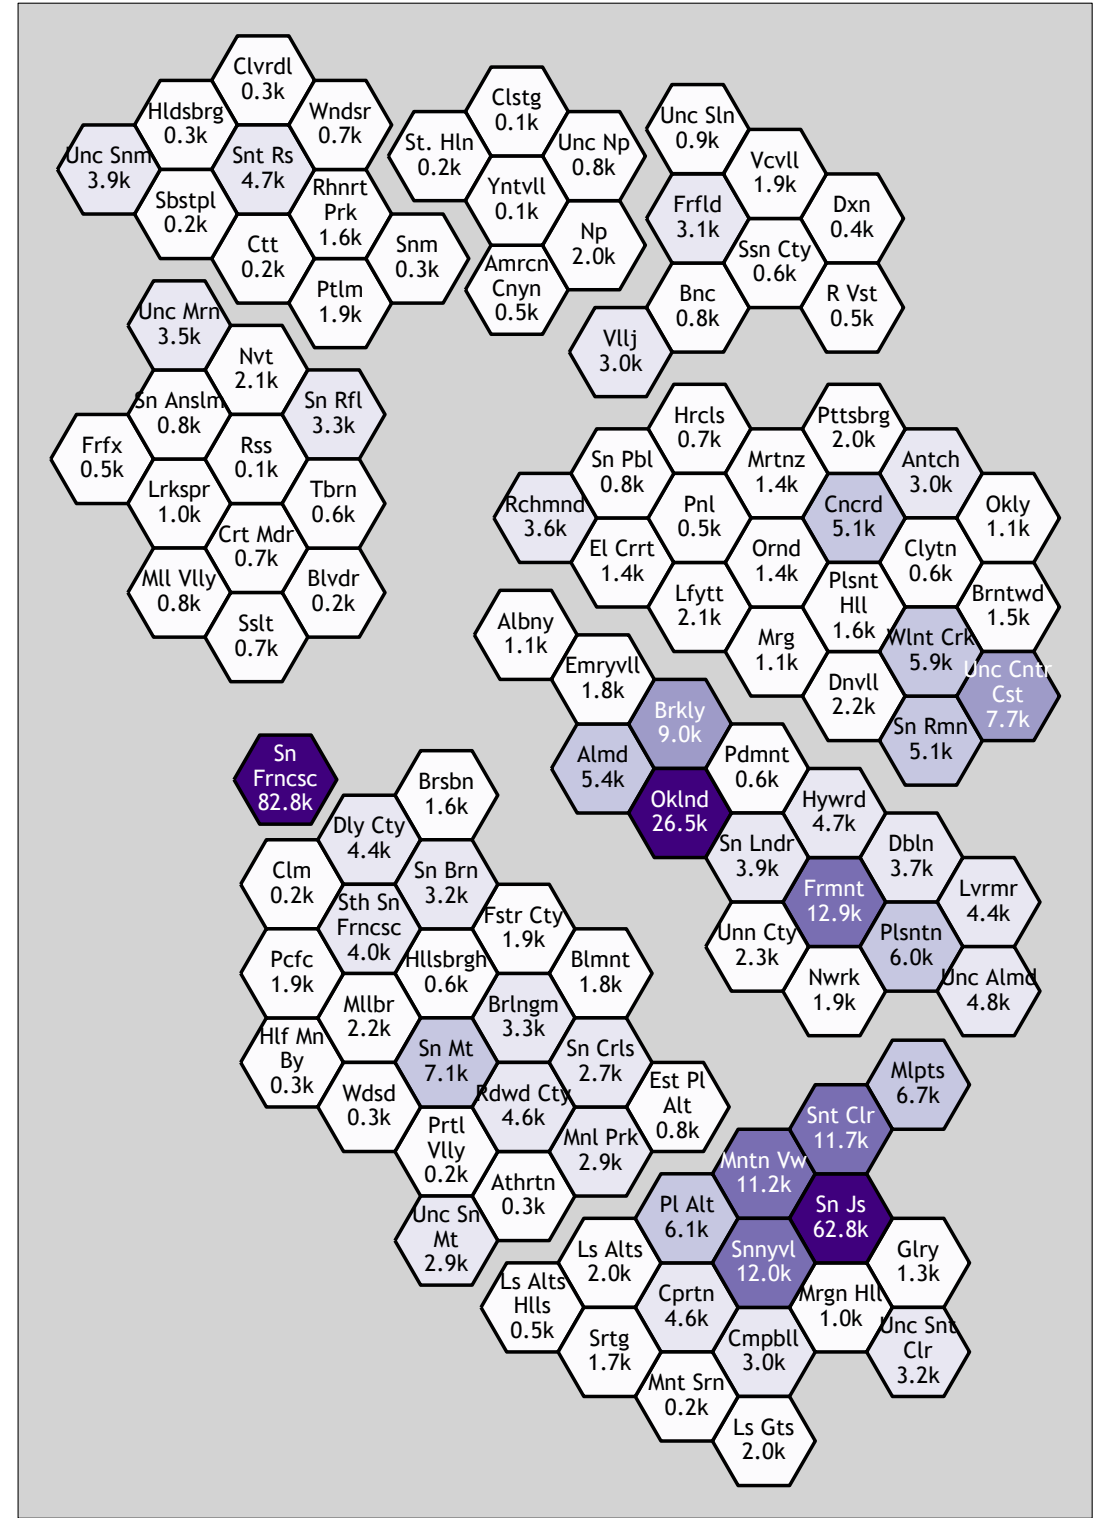 Clvrdl
0.3k
Hldsbrg
0.3k
Wndsr
0.7k
Unc Snm
3.9k
Snt Rs
4.7k
Sbstpl
0.2k
Rhnrt
Prk
1.6k
Ctt
0.2k
Snm
0.3k
Ptlm
1.9k
Clstg
0.1k
St. Hln
0.2k
Unc Np
0.8k
Yntvll
0.1k
Np
2.0k
Amrcn
Cnyn
0.5k
Unc Sln
0.9k
Vcvll
1.9k
Frfld
3.1k
Dxn
0.4k
Ssn Cty
0.6k
Bnc
0.8k
R Vst
0.5k
Vllj
3.0k
Unc Mrn
3.5k
Nvt
2.1k
Sn Anslm
0.8k
Sn Rfl
3.3k
Frfx
0.5k
Rss
0.1k
Lrkspr
1.0k
Tbrn
0.6k
Crt Mdr
0.7k
Mll Vlly
0.8k
Blvdr
0.2k
Sslt
0.7k
Hrcls
0.7k
Pttsbrg
2.0k
Sn Pbl
0.8k
Mrtnz
1.4k
Antch
3.0k
Rchmnd
3.6k
Pnl
0.5k
Cncrd
5.1k
Okly
1.1k
El Crrt
1.4k
Ornd
1.4k
Clytn
0.6k
Lfytt
2.1k
Plsnt
Hll
1.6k
Brntwd
1.5k
Mrg
1.1k
Wlnt Crk
5.9k
Dnvll
2.2k
Unc Cntr
Cst
7.7k
Sn Rmn
5.1k
Albny
1.1k
Emryvll
1.8k
Brkly
9.0k
Almd
5.4k
Pdmnt
0.6k
Oklnd
26.5k
Hywrd
4.7k
Sn Lndr
3.9k
Dbln
3.7k
Frmnt
12.9k
Lvrmr
4.4k
Unn Cty
2.3k
Plsntn
6.0k
Nwrk
1.9k
Unc Almd
4.8k
Sn
Frncsc
82.8k
Brsbn
1.6k
Dly Cty
4.4k
Clm
0.2k
Sn Brn
3.2k
Sth Sn
Frncsc
4.0k
Fstr Cty
1.9k
Pcfc
1.9k
Hllsbrgh
0.6k
Blmnt
1.8k
Mllbr
2.2k
Brlngm
3.3k
Hlf Mn
By
0.3k
Sn Mt
7.1k
Sn Crls
2.7k
Wdsd
0.3k
Rdwd Cty
4.6k
Est Pl
Alt
0.8k
Prtl
Vlly
0.2k
Mnl Prk
2.9k
Athrtn
0.3k
Unc Sn
Mt
2.9k
Mlpts
6.7k
Snt Clr
11.7k
Mntn Vw
11.2k
Pl Alt
6.1k
Sn Js
62.8k
Ls Alts
2.0k
Snnyvl
12.0k
Glry
1.3k
Ls Alts
Hlls
0.5k
Cprtn
4.6k
Mrgn Hll
1.0k
Srtg
1.7k
Cmpbll
3.0k
Unc Snt
Clr
3.2k
Mnt Srn
0.2k
Ls Gts
2.0k